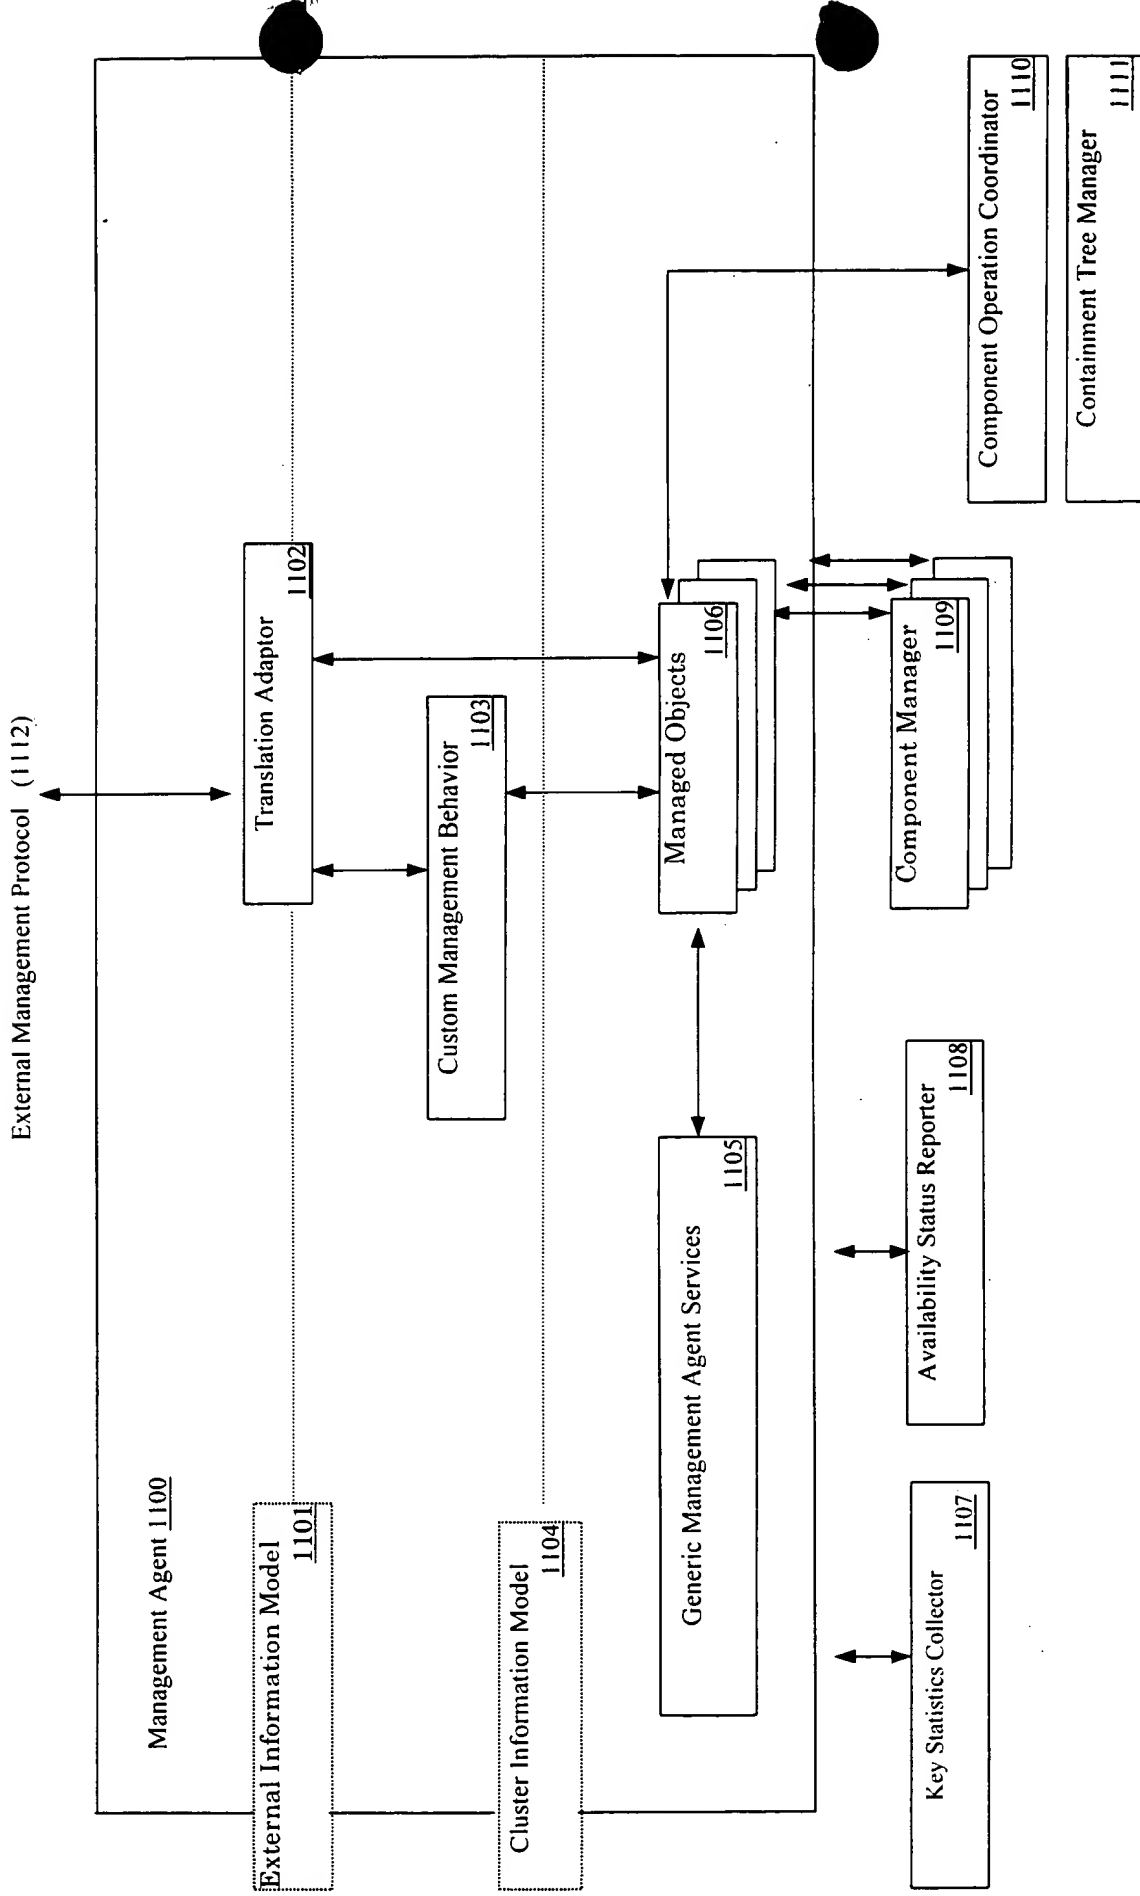 External Management Protocol (1112)
Management Agent 1100
External Information Model
1101
Translation Adaptor
1102
Custom Management Behavior
1103
Cluster Information Model
1104
Generic Management Agent Services
1105
Managed Objects
1106
Key Statistics Collector
1107
Availability Status Reporter
1108
Component Manager
1109
Component Operation Coordinator
1110
Containment Tree Manager
1111